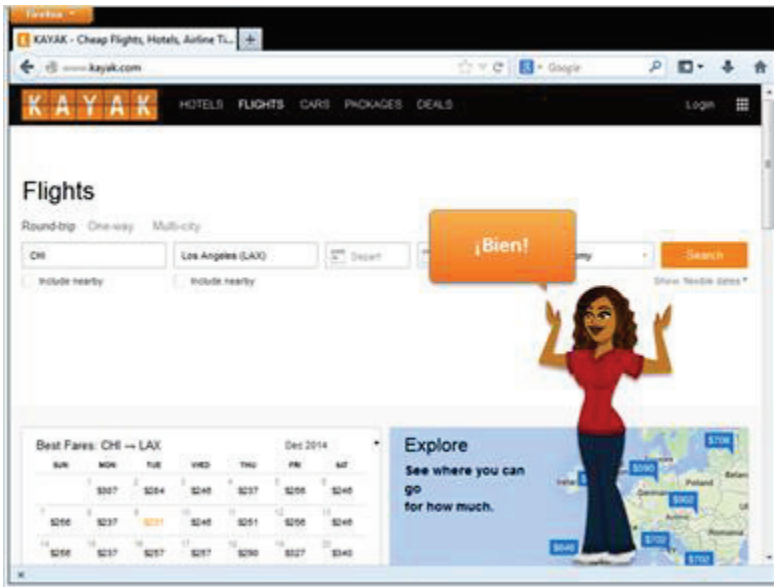 Firefox
KAYAK - Cheap Flights, Hotels, Airline Ti...
www.kayak.com
Google
KAYAK HOTELS FLIGHTS CARS PACKAGES DEALS Login
Flights
Round-trip One-way Multi-city
CHI Los Angeles (LAX) Depart Search
Include nearby Include nearby Show flexible dates
¡Bien!
Best Fares: CHI → LAX Dec 2014
SUN MON TUE WED THU FRI SAT
$307 $284 $246 $237 $256 $246
$256 $237 $231 $246 $251 $256 $246
$256 $237 $257 $257 $290 $327 $340
Explore
See where you can
go
for how much.
$706
$590
Poland
$902
Romania
$702
$646
$702